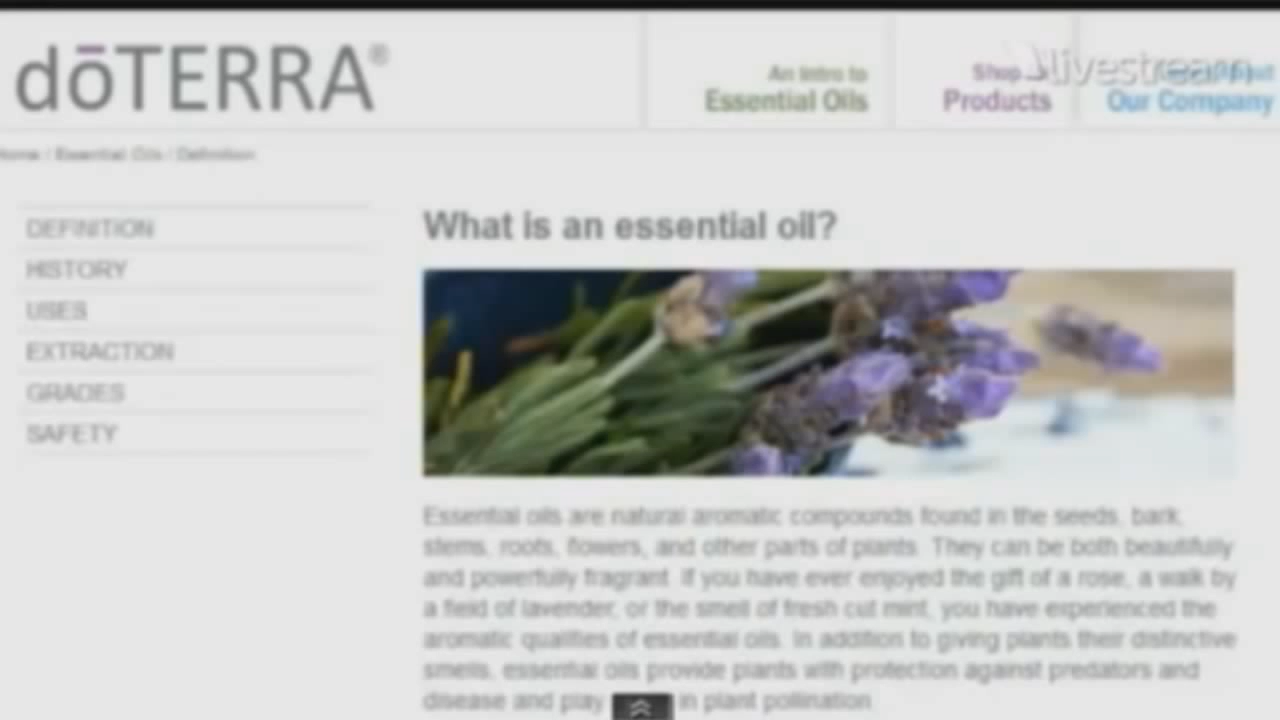 dōTERRA®
An Intro to
Essential Oils
Shop
Products
livestream
About
Our Company
Home / Essential Oils / Definition
DEFINITION
HISTORY
USES
EXTRACTION
GRADES
SAFETY
What is an essential oil?
Essential oils are natural aromatic compounds found in the seeds, bark,
stems, roots, flowers, and other parts of plants. They can be both beautifully
and powerfully fragrant. If you have ever enjoyed the gift of a rose, a walk by
a field of lavender, or the smell of fresh cut mint, you have experienced the
aromatic qualities of essential oils. In addition to giving plants their distinctive
smells, essential oils provide plants with protection against predators and
disease and play in plant pollination.